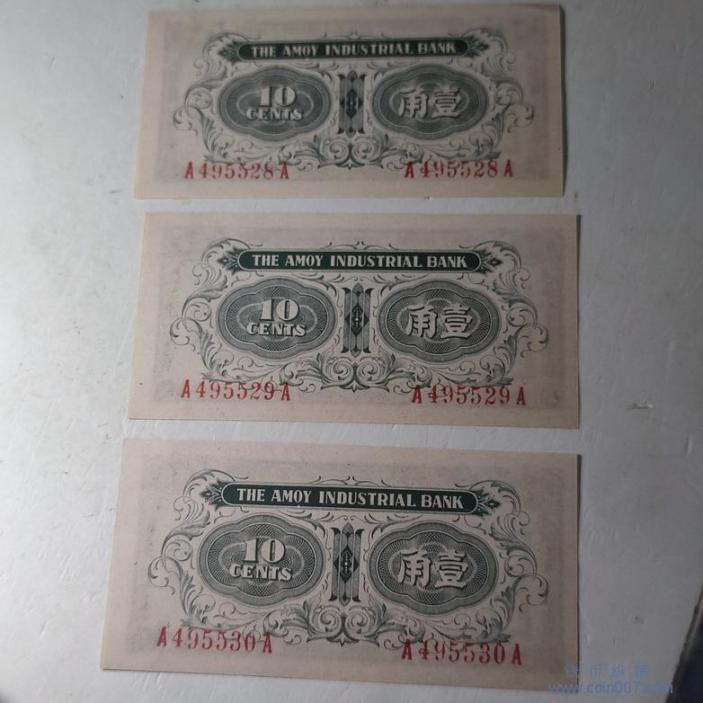 THE AMOY INDUSTRIAL BANK
10 CENTS 角壹
A495528A A495528A
THE AMOY INDUSTRIAL BANK
10 CENTS 角壹
A495529A A495529A
THE AMOY INDUSTRIAL BANK
10 CENTS 角壹
A495530A A495530A
www.coin007.com